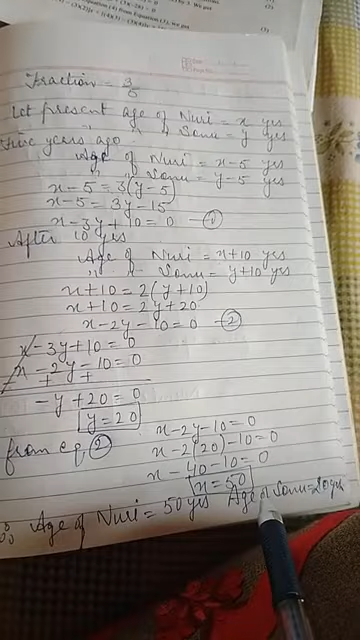 Fraction = 3/5
Let present age of Nuri = x yrs
" " " Sonu = y yrs
Five years ago
Age of Nuri = x-5 yrs
" " Sonu = y-5 yrs
x-5 = 3(y-5)
x-5 = 3y-15
x-3y+10=0 —①
After 10 yrs
Age of Nuri = x+10 yrs
" " Sonu = y+10 yrs
x+10 = 2(y+10)
x+10 = 2y+20
x-2y-10=0 —②
x-3y+10=0
x-2y-10=0
- + +
-y+20=0
y=20
from eq ②
x-2y-10=0
x-2(20)-10=0
x-40-10=0
x=50
∴ Age of Nuri = 50 yrs Age of Sonu=20yrs